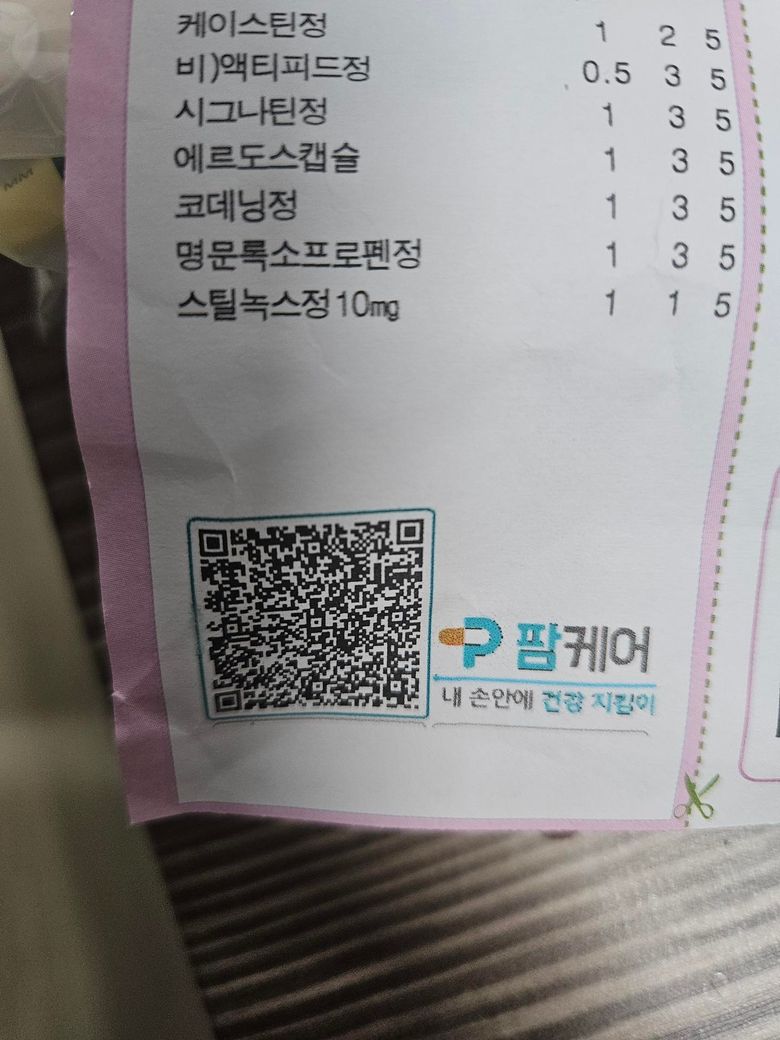 케이스틴정 1 2 5
비)액티피드정 0.5 3 5
시그나틴정 1 3 5
에르도스캡슐 1 3 5
코데닝정 1 3 5
명문록소프로펜정 1 3 5
스틸녹스정10mg 1 1 5
팜케어
내 손안에 건강 지킴이